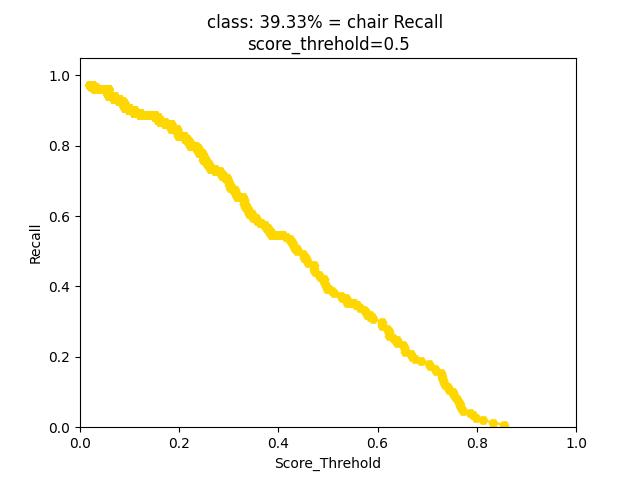 class: 39.33% = chair Recall
score_threhold=0.5
1.0
0.8
0.6
0.4
0.2
0.0
Recall
0.0 0.2 0.4 0.6 0.8 1.0
Score_Threhold